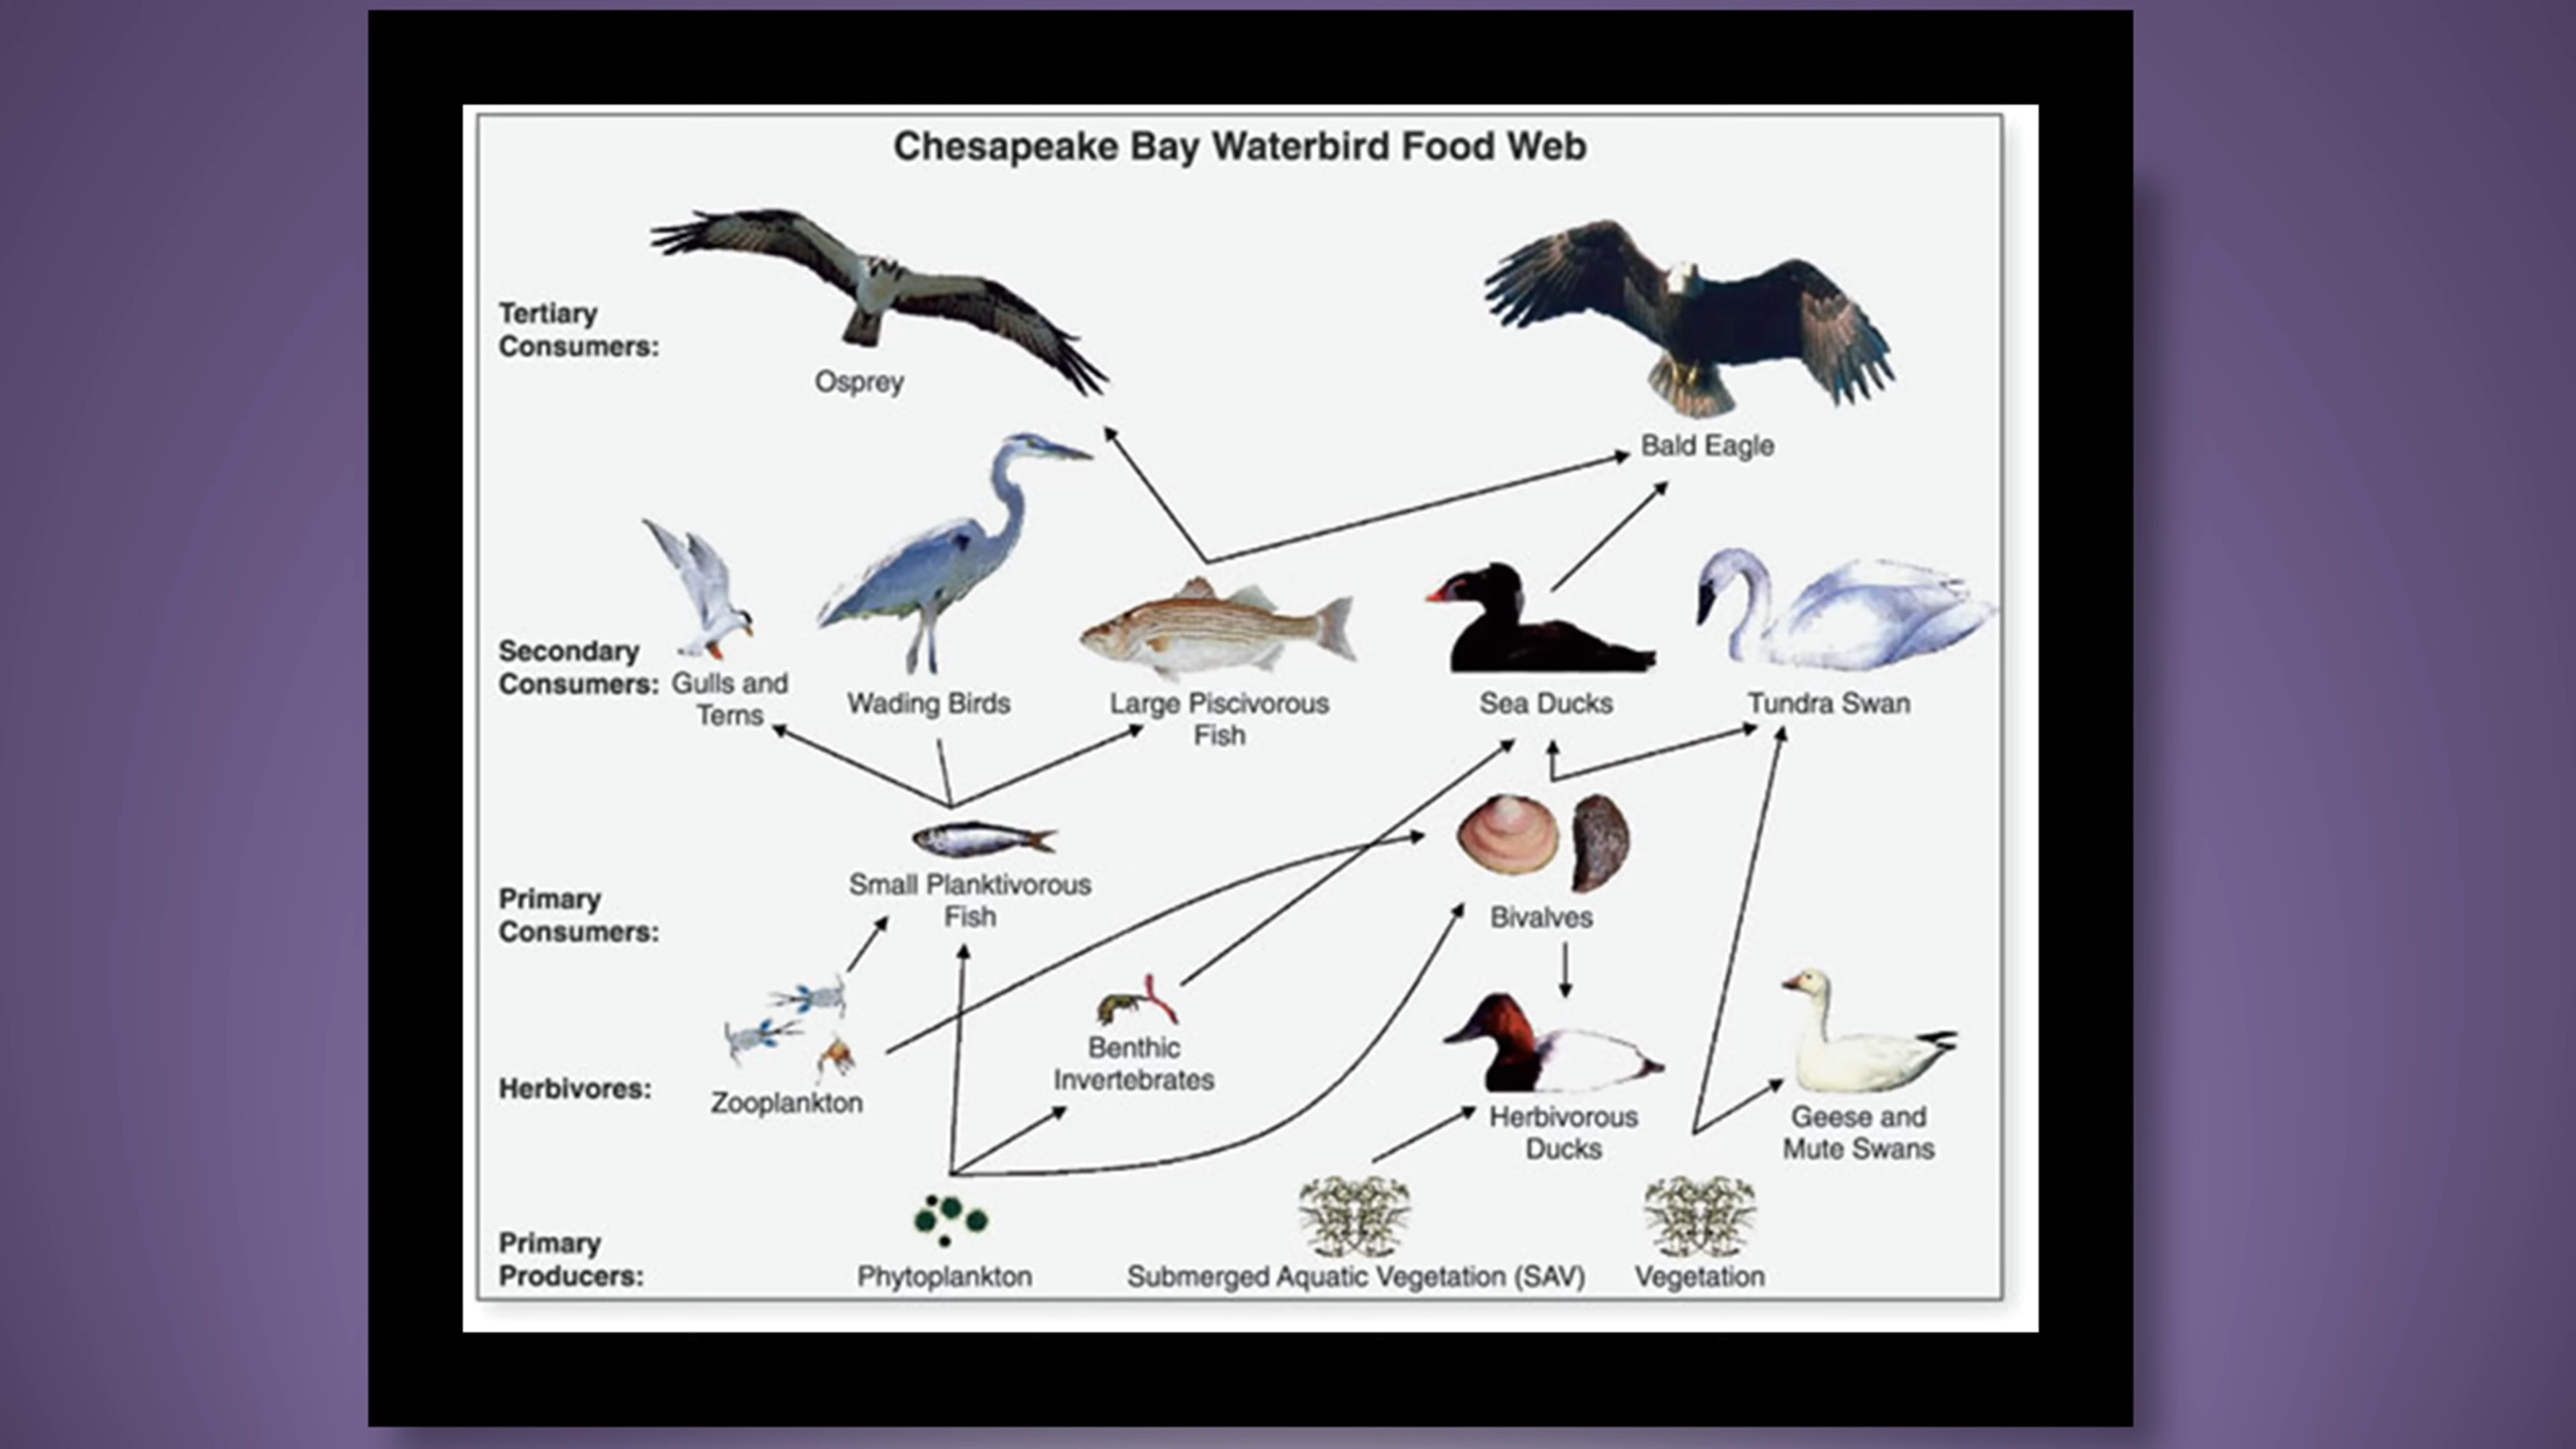 Chesapeake Bay Waterbird Food Web
Tertiary
Consumers:
Osprey
Bald Eagle
Secondary
Consumers:
Gulls and
Terns
Wading Birds
Large Piscivorous
Fish
Sea Ducks
Tundra Swan
Primary
Consumers:
Small Planktivorous
Fish
Bivalves
Herbivores:
Zooplankton
Benthic
Invertebrates
Herbivorous
Ducks
Geese and
Mute Swans
Primary
Producers:
Phytoplankton
Submerged Aquatic Vegetation (SAV)
Vegetation